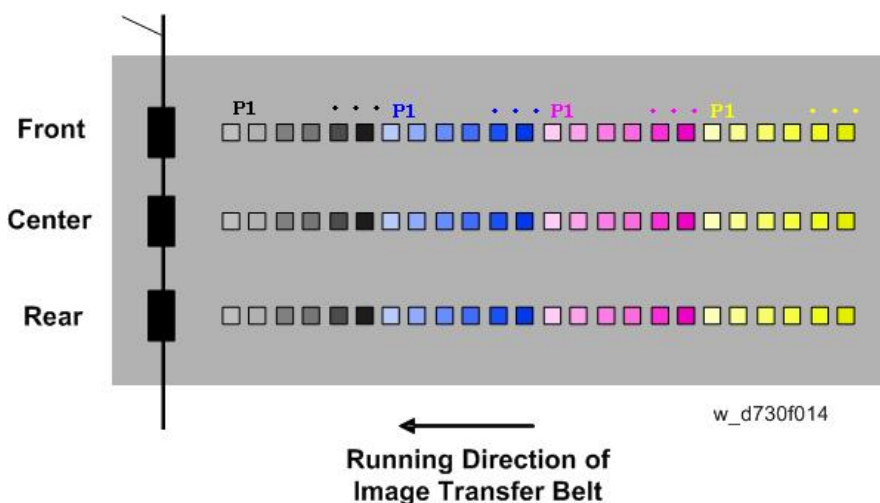 P1 P1 P1 P1
Front
Center
Rear
w_d730f014
Running Direction of
Image Transfer Belt